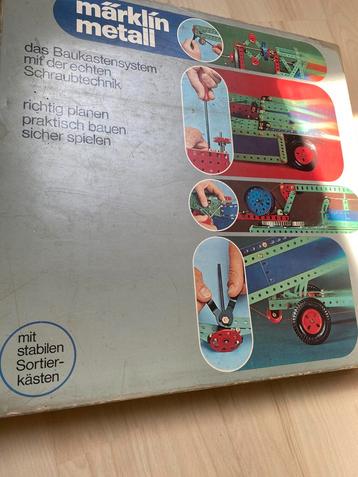 märklin
metall
das Baukastensystem
mit der echten
Schraubtechnik
richtig planen
praktisch bauen
sicher spielen
mit
stabilen
Sortier-
kästen